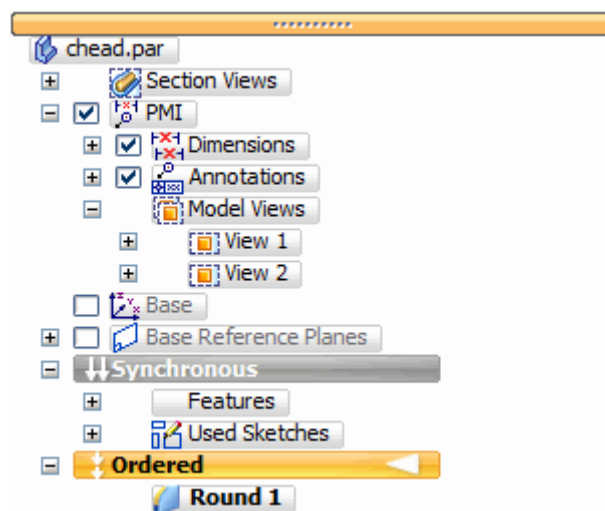 chead.par
Section Views
PMI
Dimensions
Annotations
Model Views
View 1
View 2
Base
Base Reference Planes
Synchronous
Features
Used Sketches
Ordered
Round 1